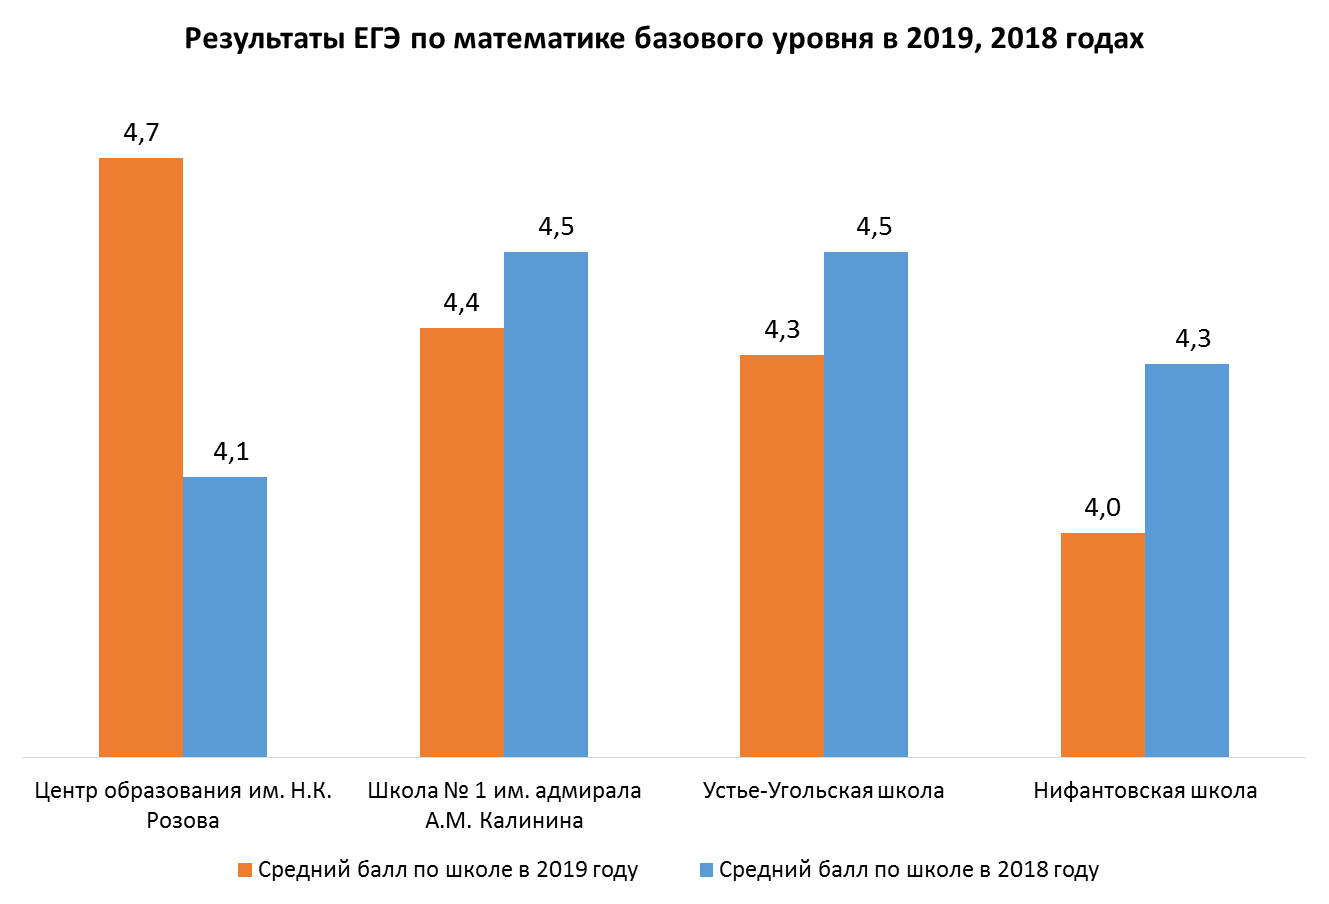 Результаты ЕГЭ по математике базового уровня в 2019, 2018 годах
4,7
4,1
4,4
4,5
4,3
4,5
4,0
4,3
Центр образования им. Н.К.
Розова
Школа № 1 им. адмирала
А.М. Калинина
Устье-Угольская школа
Нифантовская школа
Средний балл по школе в 2019 году
Средний балл по школе в 2018 году